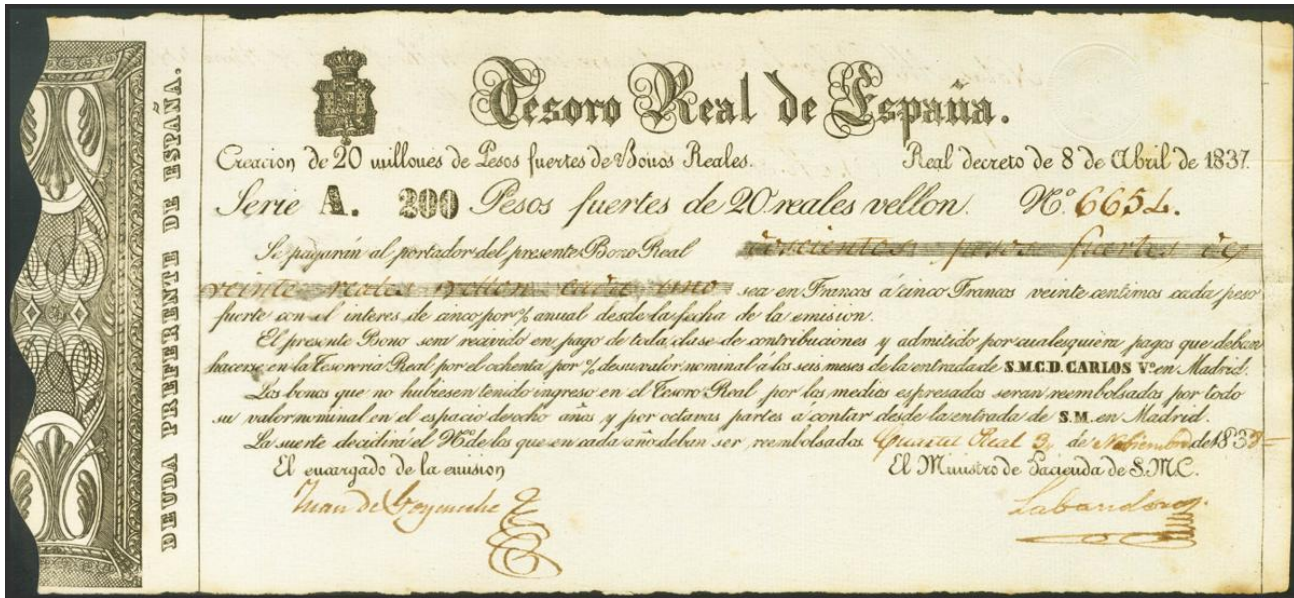 Tesoro Real de España.
Creacion de 20 millones de Pesos fuertes de Bonos Reales. Real decreto de 8 de Abril de 1837.
Serie A. 200 Pesos fuertes de 20 reales vellon. Nº 6654.
Se pagarán al portador del presente Bono Real doscientos pesos fuertes de
veinte reales vellon cada uno sea en Francos á cinco Francos veinte centimos cada peso
fuerte con el interes de cinco por % anual desde la fecha de la emision.
El presente Bono sera recivido en pago de toda clase de contribuciones y admitido por cualesquiera pagos que deban
hacerse en la Tesoreria Real por el ochenta por % de su valor nominal á los seis meses de la entrada de S.M.C.D. CARLOS Vº en Madrid.
Los bonos que no hubiesen tenido ingreso en el Tesoro Real por los medios espresados seran reembolsados por todo
su valor nominal en el espacio de ocho años y por octavas partes a contar desde la entrada de S.M. en Madrid.
La suerte decidirá el Nº de los que en cada año deban ser, reembolsados. Cuartel Real 3 de Nobiembre de 1838
El encargado de la emision El Ministro de Hacienda de S.M.C.
Juan de Goyeneche Labandero
DEUDA PREFERENTE DE ESPAÑA.